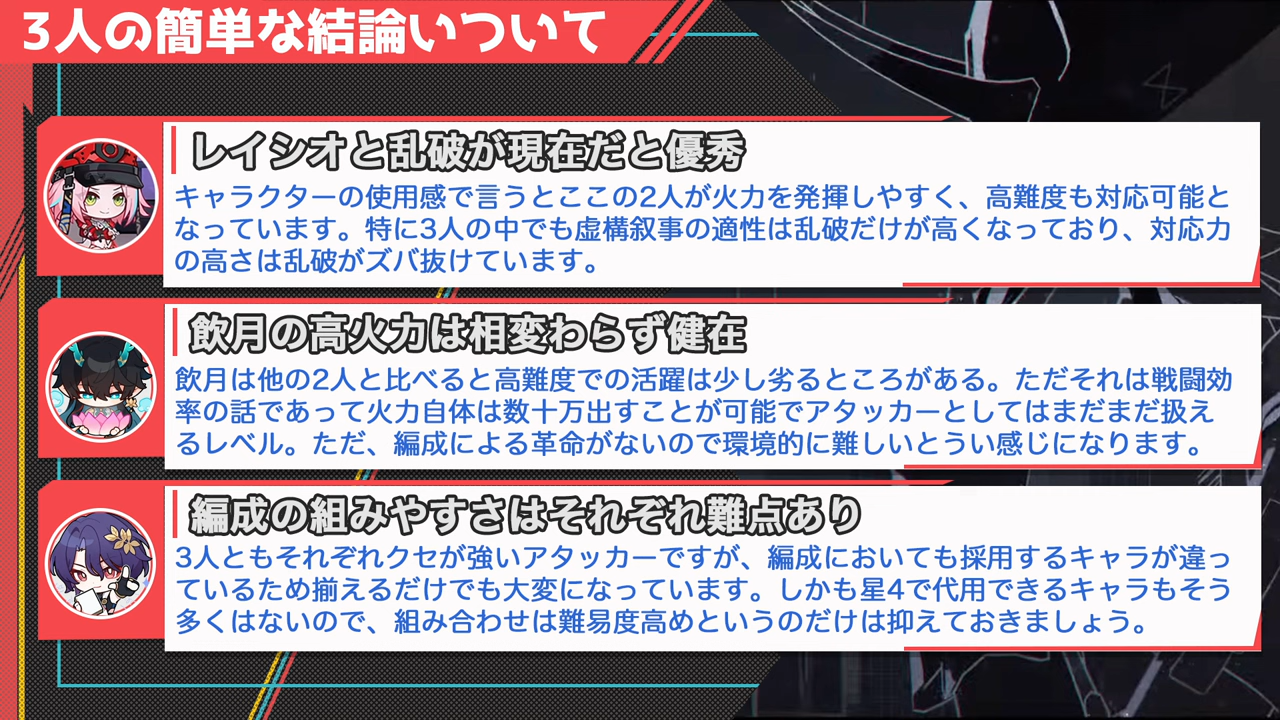 3人の簡単な結論いついて
レイシオと乱破が現在だと優秀
キャラクターの使用感で言うとここの2人が火力を発揮しやすく、高難度も対応可能と
なっています。特に3人の中でも虚構叙事の適性は乱破だけが高くなっており、対応力
の高さは乱破がズバ抜けています。
飲月の高火力は相変わらず健在
飲月は他の2人と比べると高難度での活躍は少し劣るところがある。ただそれは戦闘効
率の話であって火力自体は数十万出すことが可能でアタッカーとしてはまだまだ扱え
るレベル。ただ、編成による革命がないので環境的に難しいとうい感じになります。
編成の組みやすさはそれぞれ難点あり
3人ともそれぞれクセが強いアタッカーですが、編成においても採用するキャラが違っ
ているため揃えるだけでも大変になっています。しかも星4で代用できるキャラもそう
多くはないので、組み合わせは難易度高めというのだけは抑えておきましょう。